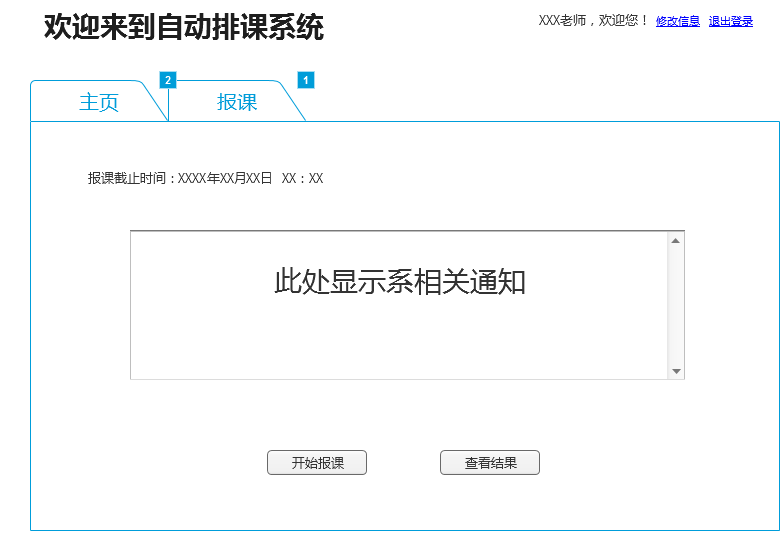 欢迎来到自动排课系统
XXX老师，欢迎您！ 修改信息 退出登录
主页 2 报课 1
报课截止时间：XXXX年XX月XX日 XX：XX
此处显示系相关通知
开始报课 查看结果